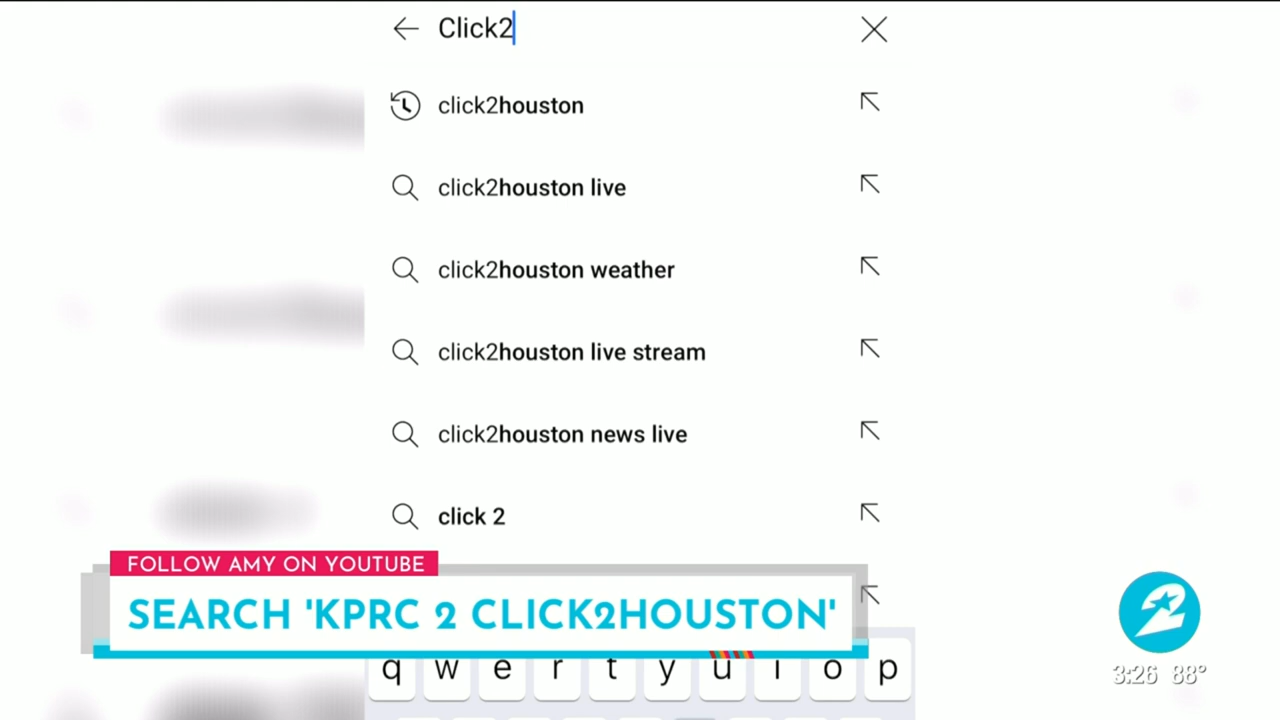 Click2
click2houston
click2houston live
click2houston weather
click2houston live stream
click2houston news live
click 2
FOLLOW AMY ON YOUTUBE
SEARCH 'KPRC 2 CLICK2HOUSTON'
2
3:26 88°
q w e r t y u i o p